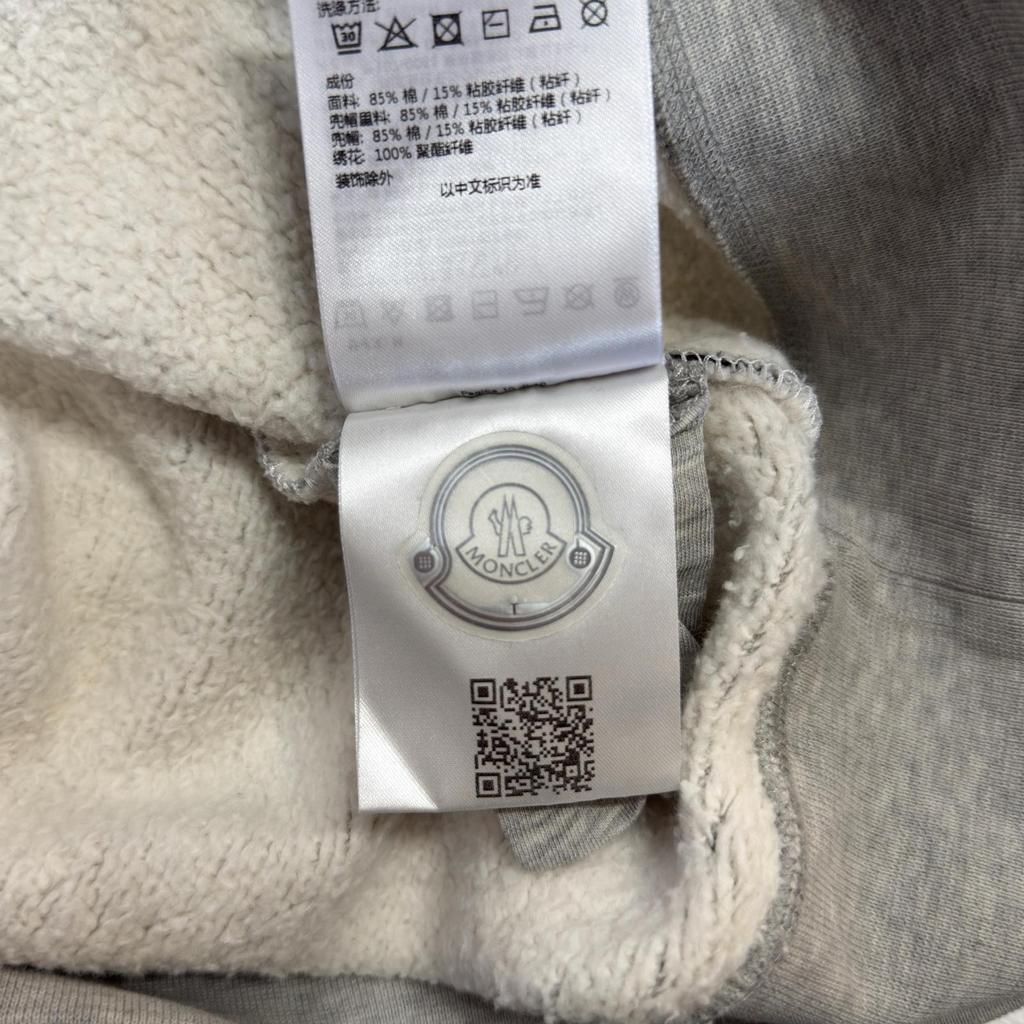 洗涤方法:
30
成份
面料: 85% 棉 / 15% 粘胶纤维 ( 粘纤 )
兜帽里料: 85% 棉 / 15% 粘胶纤维 ( 粘纤 )
兜帽: 85% 棉 / 15% 粘胶纤维 ( 粘纤 )
绣花: 100% 聚酯纤维
装饰除外 以中文标识为准
MONCLER